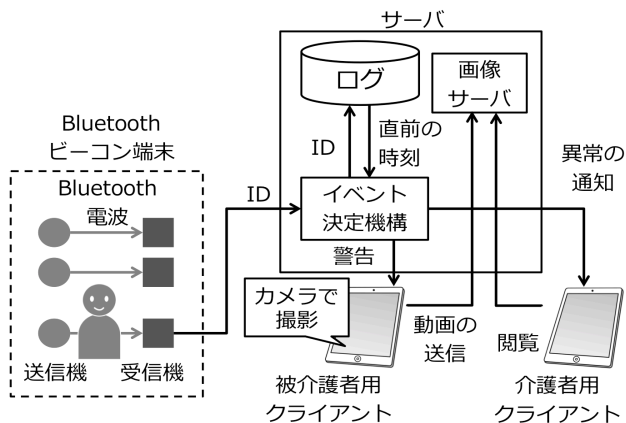 サーバ
ログ
画像
サーバ
ID
直前の
時刻
Bluetooth
ビーコン端末
Bluetooth
電波
ID
イベント
決定機構
異常の
通知
警告
カメラで
撮影
動画の
送信
閲覧
送信機
受信機
被介護者用
クライアント
介護者用
クライアント